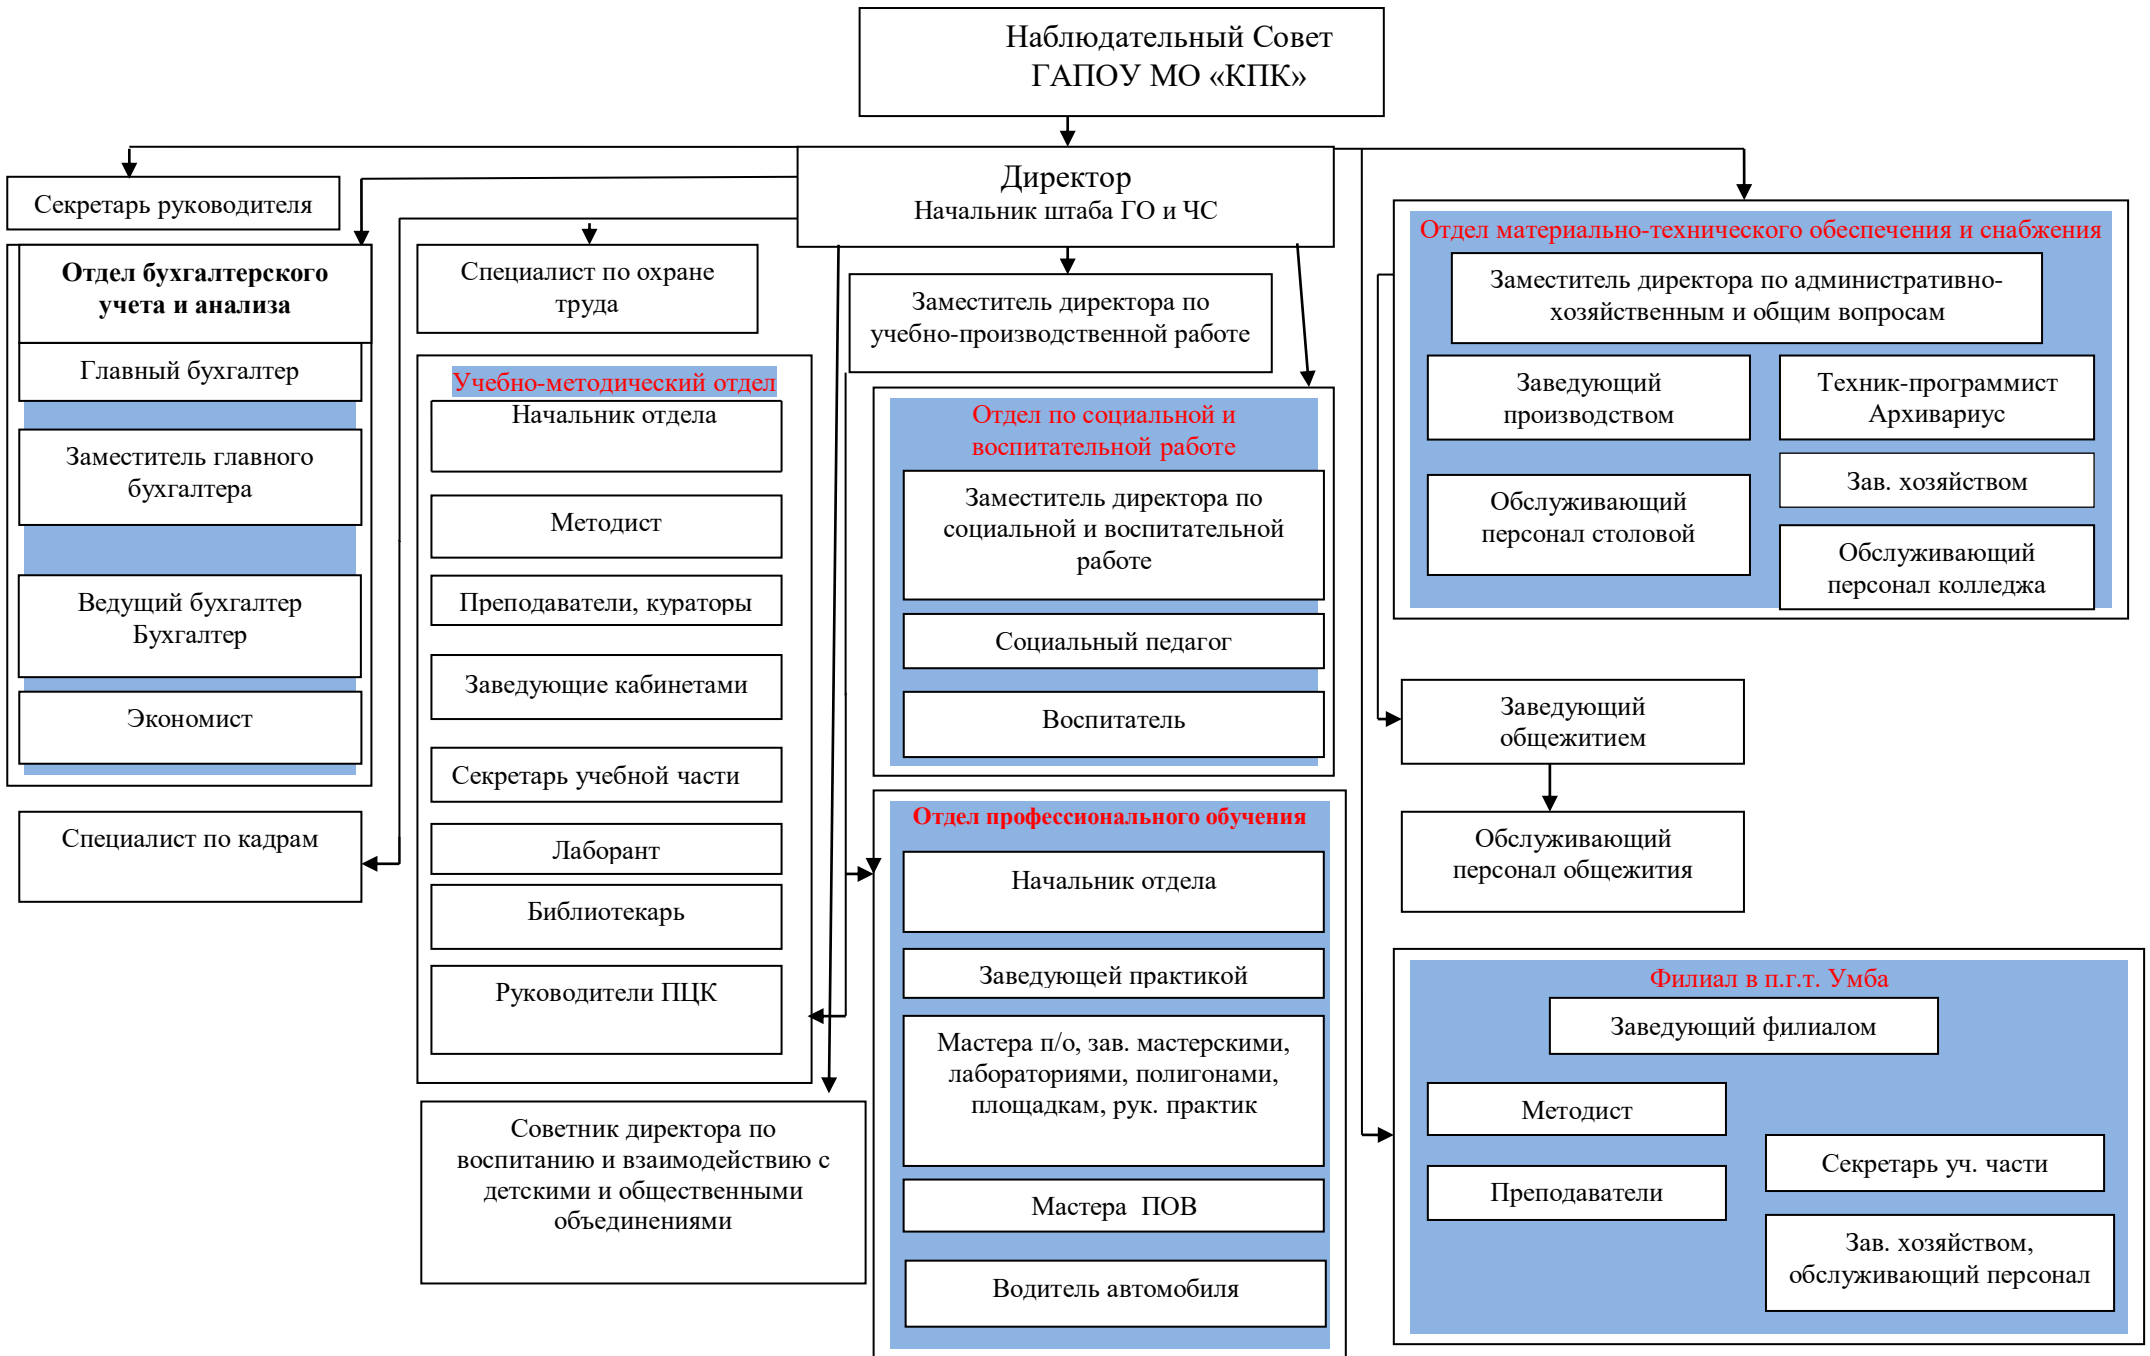 Наблюдательный Совет
ГАПОУ МО «КПК»
Директор
Начальник штаба ГО и ЧС
Секретарь руководителя
Отдел бухгалтерского
учета и анализа
Главный бухгалтер
Заместитель главного
бухгалтера
Ведущий бухгалтер
Бухгалтер
Экономист
Специалист по кадрам
Специалист по охране
труда
Учебно-методический отдел
Начальник отдела
Методист
Преподаватели, кураторы
Заведующие кабинетами
Секретарь учебной части
Лаборант
Библиотекарь
Руководители ПЦК
Советник директора по
воспитанию и взаимодействию с
детскими и общественными
объединениями
Заместитель директора по
учебно-производственной работе
Отдел по социальной и
воспитательной работе
Заместитель директора по
социальной и воспитательной
работе
Социальный педагог
Воспитатель
Отдел профессионального обучения
Начальник отдела
Заведующей практикой
Мастера п/о, зав. мастерскими,
лабораториями, полигонами,
площадкам, рук. практик
Мастера ПОВ
Водитель автомобиля
Отдел материально-технического обеспечения и снабжения
Заместитель директора по административно-
хозяйственным и общим вопросам
Заведующий
производством
Техник-программист
Архивариус
Обслуживающий
персонал столовой
Зав. хозяйством
Обслуживающий
персонал колледжа
Заведующий
общежитием
Обслуживающий
персонал общежития
Филиал в п.г.т. Умба
Заведующий филиалом
Методист
Преподаватели
Секретарь уч. части
Зав. хозяйством,
обслуживающий персонал